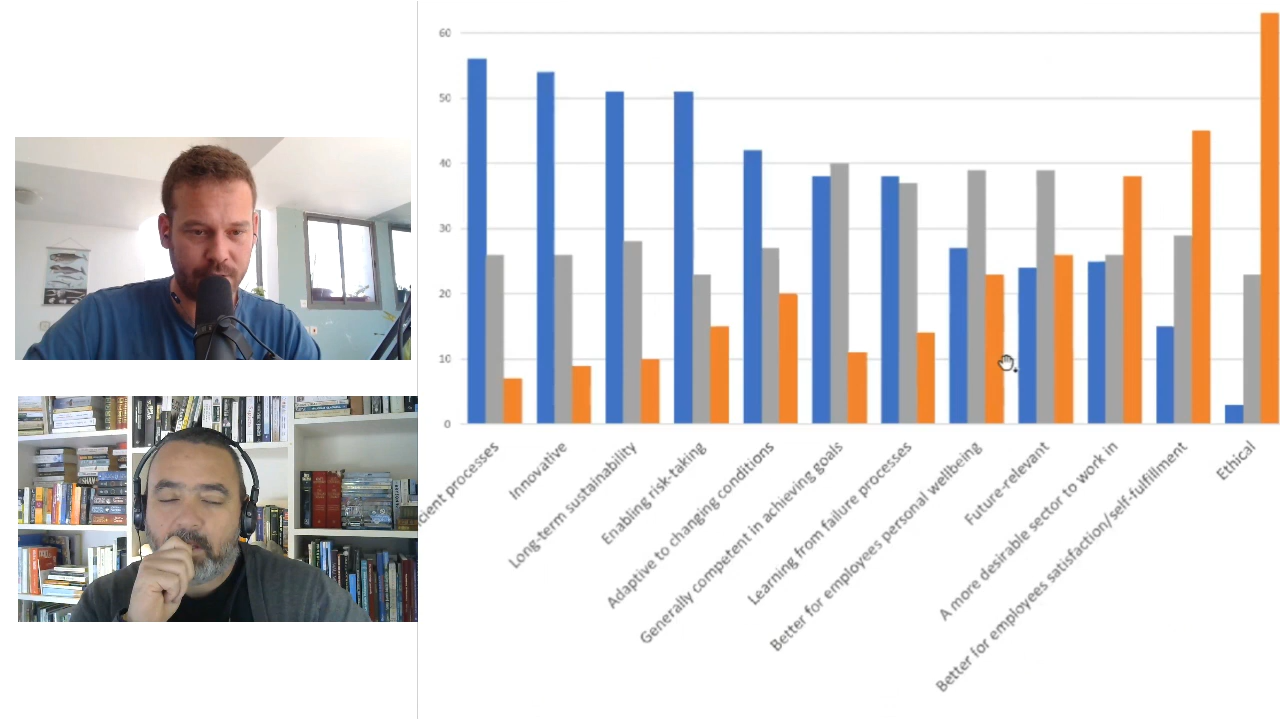 60
50
40
30
20
10
0
cient processes
Innovative
Long-term sustainability
Enabling risk-taking
Adaptive to changing conditions
Generally competent in achieving goals
Learning from failure processes
Better for employees personal wellbeing
Future-relevant
A more desirable sector to work in
Better for employees satisfaction/self-fulfillment
Ethical